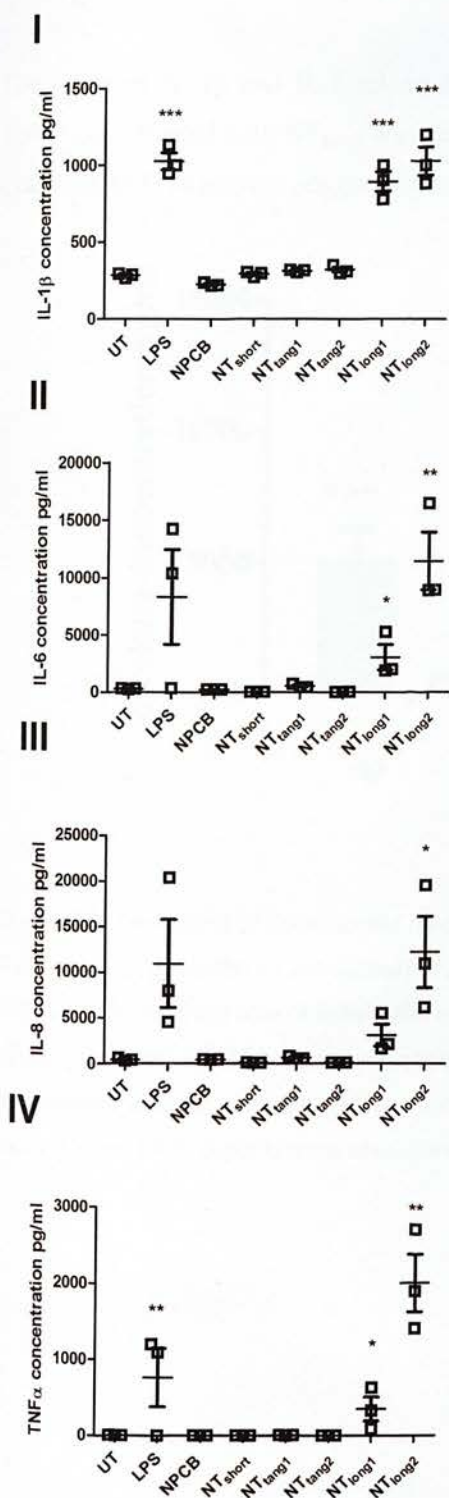 I
IL-1β concentration pg/ml
1500
1000
500
0
***
***
***
UT
LPS
NPCB
NTshort
NTtang1
NTtang2
NTlong1
NTlong2
II
IL-6 concentration pg/ml
20000
15000
10000
5000
0
*
**
UT
LPS
NPCB
NTshort
NTtang1
NTtang2
NTlong1
NTlong2
III
IL-8 concentration pg/ml
25000
20000
15000
10000
5000
0
*
UT
LPS
NPCB
NTshort
NTtang1
NTtang2
NTlong1
NTlong2
IV
TNFα concentration pg/ml
3000
2000
1000
0
**
*
**
UT
LPS
NPCB
NTshort
NTtang1
NTtang2
NTlong1
NTlong2